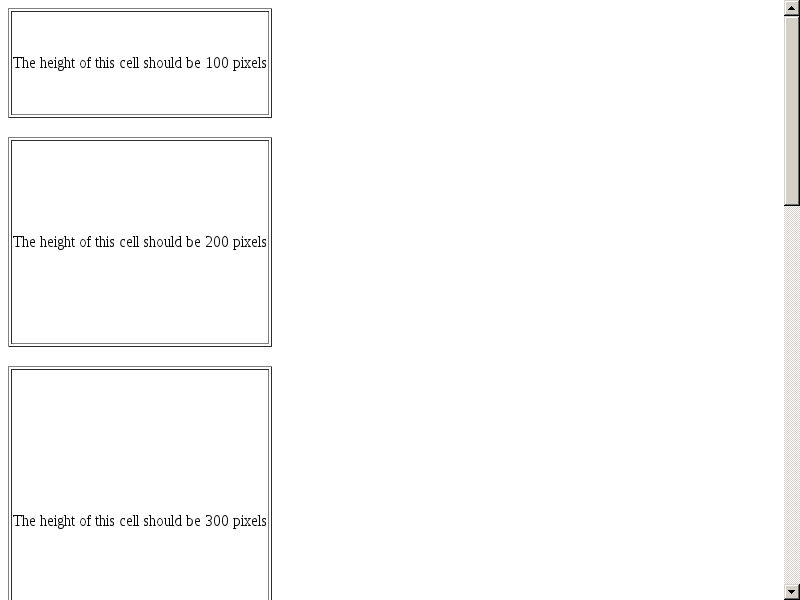 The height of this cell should be 100 pixels
The height of this cell should be 200 pixels
The height of this cell should be 300 pixels